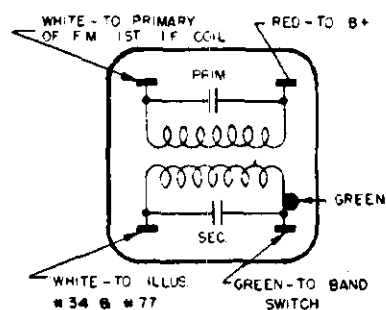 WHITE - TO PRIMARY
OF F.M. 1ST. I.F. COIL
RED - TO B+
PRIM.
GREEN
SEC.
WHITE - TO ILLUS.
#34 & #77
GREEN - TO BAND
SWITCH